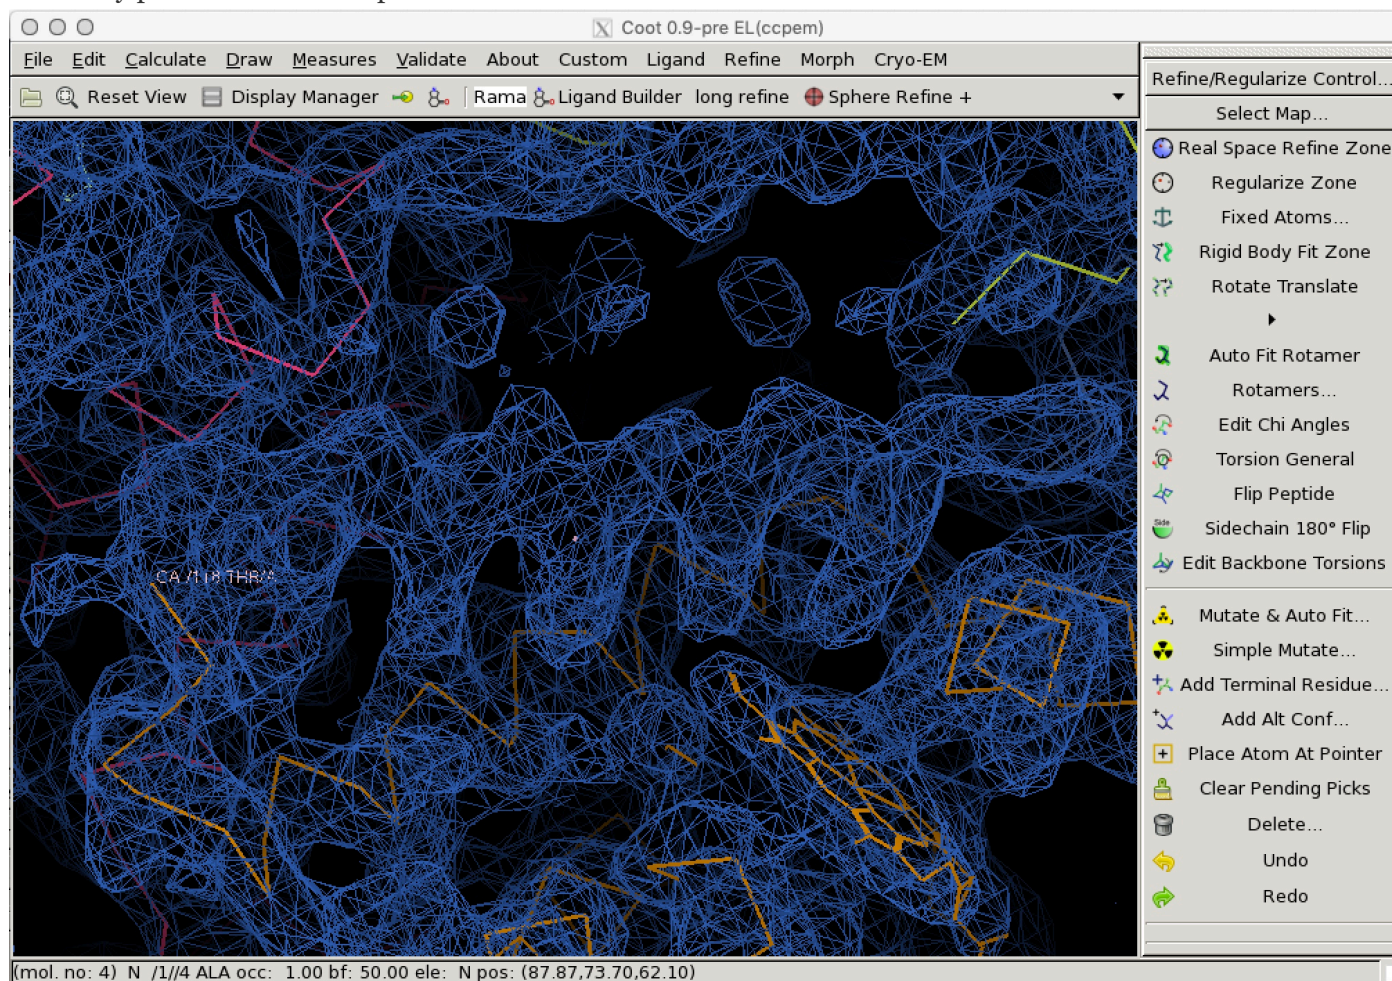 Coot 0.9-pre EL(ccpem)
File Edit Calculate Draw Measures Validate About Custom Ligand Refine Morph Cryo-EM
Reset View Display Manager Rama Ligand Builder long refine Sphere Refine +
Refine/Regularize Control...
Select Map...
Real Space Refine Zone
Regularize Zone
Fixed Atoms...
Rigid Body Fit Zone
Rotate Translate
Auto Fit Rotamer
Rotamers...
Edit Chi Angles
Torsion General
Flip Peptide
Side
Sidechain 180° Flip
Edit Backbone Torsions
Mutate & Auto Fit...
Simple Mutate...
Add Terminal Residue...
Add Alt Conf...
Place Atom At Pointer
Clear Pending Picks
Delete...
Undo
Redo
CA /118 THR/A
(mol. no: 4) N /1//4 ALA occ: 1.00 bf: 50.00 ele: N pos: (87.87,73.70,62.10)